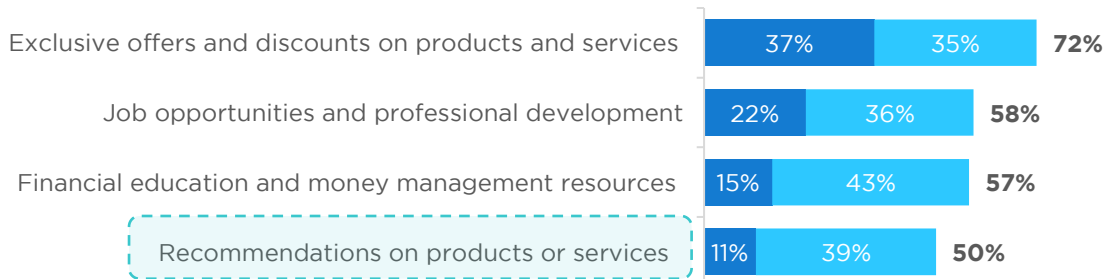 Exclusive offers and discounts on products and services 37% 35% 72%
Job opportunities and professional development 22% 36% 58%
Financial education and money management resources 15% 43% 57%
Recommendations on products or services 11% 39% 50%